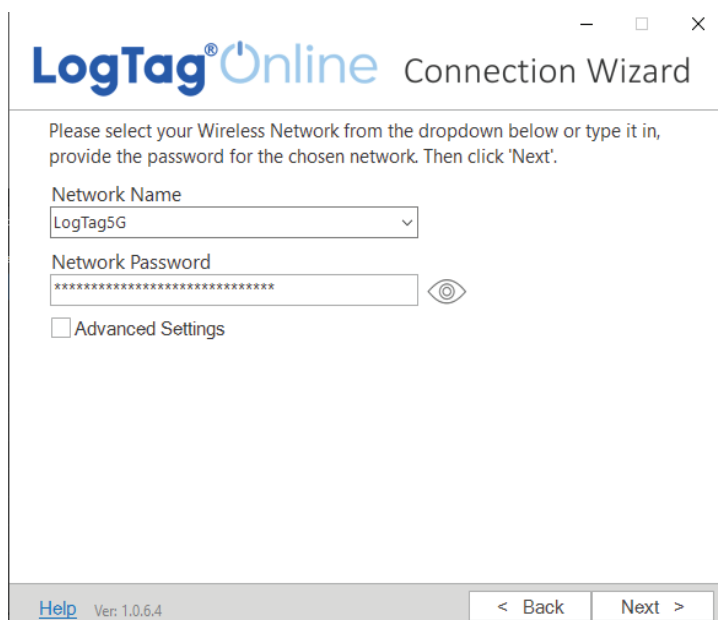 LogTag® Online Connection Wizard
Please select your Wireless Network from the dropdown below or type it in,
provide the password for the chosen network. Then click 'Next'.
Network Name
LogTag5G
Network Password
******************************
Advanced Settings
Help Ver: 1.0.6.4 < Back Next >